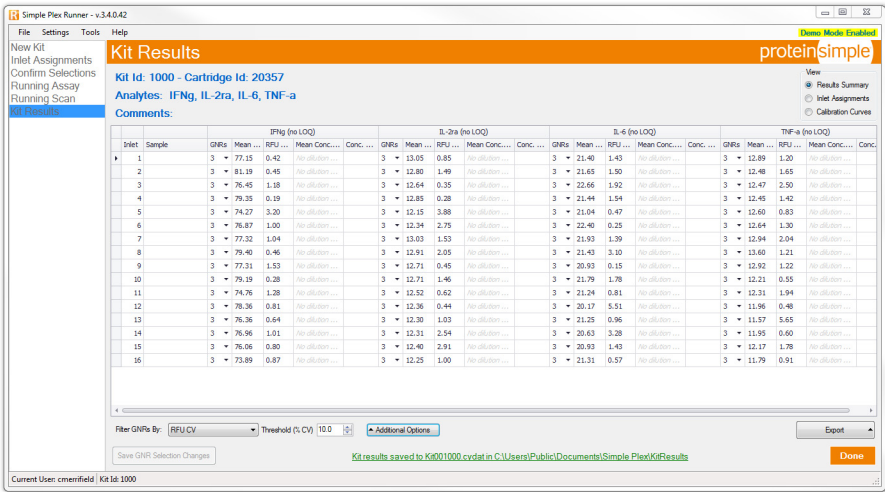 Simple Plex Runner - v.3.4.0.42
File Settings Tools Help Demo Mode Enabled
New Kit
Inlet Assignments
Confirm Selections
Running Assay
Running Scan
Kit Results
Kit Results
proteinsimple
Kit Id: 1000 - Cartridge Id: 20357
Analytes: IFNg, IL-2ra, IL-6, TNF-a
Comments:
View
Results Summary
Inlet Assignments
Calibration Curves
IFNg (no LOQ) IL-2ra (no LOQ) IL-6 (no LOQ) TNF-a (no LOQ)
Inlet Sample GNRs Mean ... RFU ... Mean Conc.... Conc. ... GNRs Mean ... RFU ... Mean Conc.... Conc. ... GNRs Mean ... RFU ... Mean Conc.... Conc. ... GNRs Mean ... RFU ... Mean Conc.... Conc.
1 3 77.15 0.42 No dilution ... 3 13.05 0.85 No dilution ... 3 21.40 1.43 No dilution ... 3 12.89 1.20 No dilution ...
2 3 81.19 0.45 No dilution ... 3 12.80 1.49 No dilution ... 3 21.65 1.50 No dilution ... 3 12.48 1.65 No dilution ...
3 3 76.45 1.18 No dilution ... 3 12.64 0.35 No dilution ... 3 22.66 1.92 No dilution ... 3 12.47 2.50 No dilution ...
4 3 79.35 0.19 No dilution ... 3 12.85 0.28 No dilution ... 3 21.44 1.54 No dilution ... 3 12.45 1.42 No dilution ...
5 3 74.27 3.20 No dilution ... 3 12.15 3.88 No dilution ... 3 21.04 0.47 No dilution ... 3 12.60 0.83 No dilution ...
6 3 76.87 1.00 No dilution ... 3 12.34 2.75 No dilution ... 3 22.40 0.25 No dilution ... 3 12.64 1.30 No dilution ...
7 3 77.32 1.04 No dilution ... 3 13.03 1.53 No dilution ... 3 21.93 1.39 No dilution ... 3 12.94 2.04 No dilution ...
8 3 79.40 0.46 No dilution ... 3 12.91 2.05 No dilution ... 3 21.43 3.10 No dilution ... 3 13.60 1.21 No dilution ...
9 3 77.31 1.53 No dilution ... 3 12.71 0.45 No dilution ... 3 20.93 0.15 No dilution ... 3 12.92 1.22 No dilution ...
10 3 79.19 0.28 No dilution ... 3 12.71 1.46 No dilution ... 3 21.79 1.78 No dilution ... 3 12.21 0.55 No dilution ...
11 3 74.76 1.28 No dilution ... 3 12.52 0.62 No dilution ... 3 21.24 0.81 No dilution ... 3 12.31 1.94 No dilution ...
12 3 78.36 0.81 No dilution ... 3 12.36 0.44 No dilution ... 3 20.17 5.51 No dilution ... 3 11.96 0.48 No dilution ...
13 3 76.36 0.64 No dilution ... 3 12.30 1.03 No dilution ... 3 21.25 0.96 No dilution ... 3 11.57 5.65 No dilution ...
14 3 76.96 1.01 No dilution ... 3 12.31 2.54 No dilution ... 3 20.63 3.28 No dilution ... 3 11.95 0.60 No dilution ...
15 3 76.06 0.80 No dilution ... 3 12.40 2.91 No dilution ... 3 20.93 1.43 No dilution ... 3 12.17 1.78 No dilution ...
16 3 73.89 0.87 No dilution ... 3 12.25 1.00 No dilution ... 3 21.31 0.57 No dilution ... 3 11.79 0.91 No dilution ...
Filter GNRs By: RFU CV Threshold (% CV) 10.0 Additional Options Export
Save GNR Selection Changes Kit results saved to Kit001000.cydat in C:\Users\Public\Documents\Simple Plex\KitResults Done
Current User: cmerrifield Kit Id: 1000